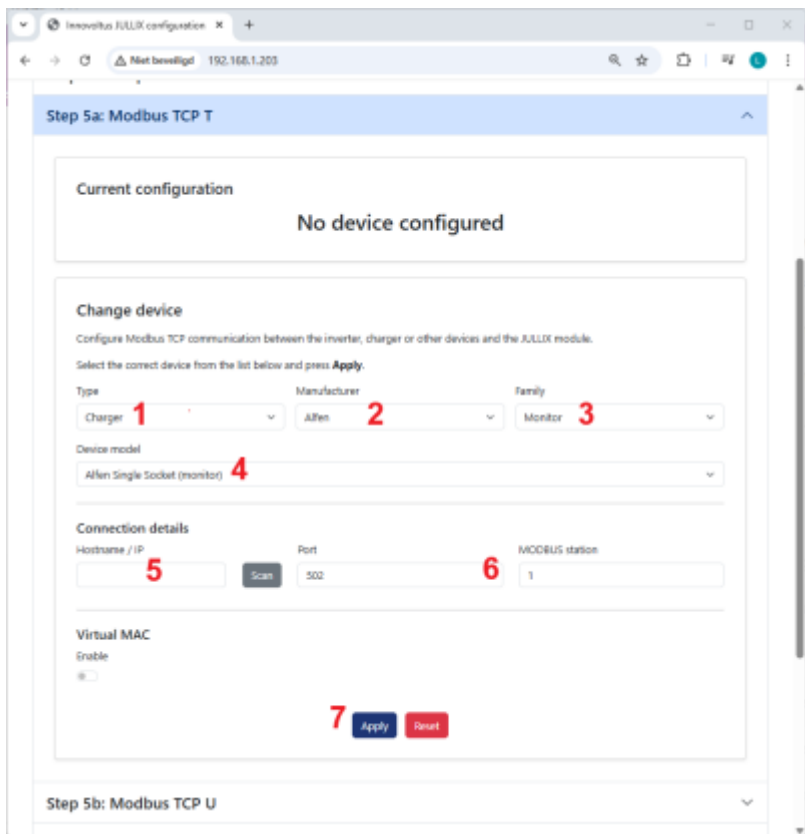 Innovoltus JULLIX configuration
Niet beveiligd 192.168.1.203
L
Step 5a: Modbus TCP T
Current configuration
No device configured
Change device
Configure Modbus TCP communication between the inverter, charger or other devices and the JULLIX module.
Select the correct device from the list below and press Apply.
Type Manufacturer Family
Charger 1 Alfen 2 Monitor 3
Device model
Alfen Single Socket (monitor) 4
Connection details
Hostname / IP Port MODBUS station
5 Scan 502 6 1
Virtual MAC
Enable
7 Apply Reset
Step 5b: Modbus TCP U